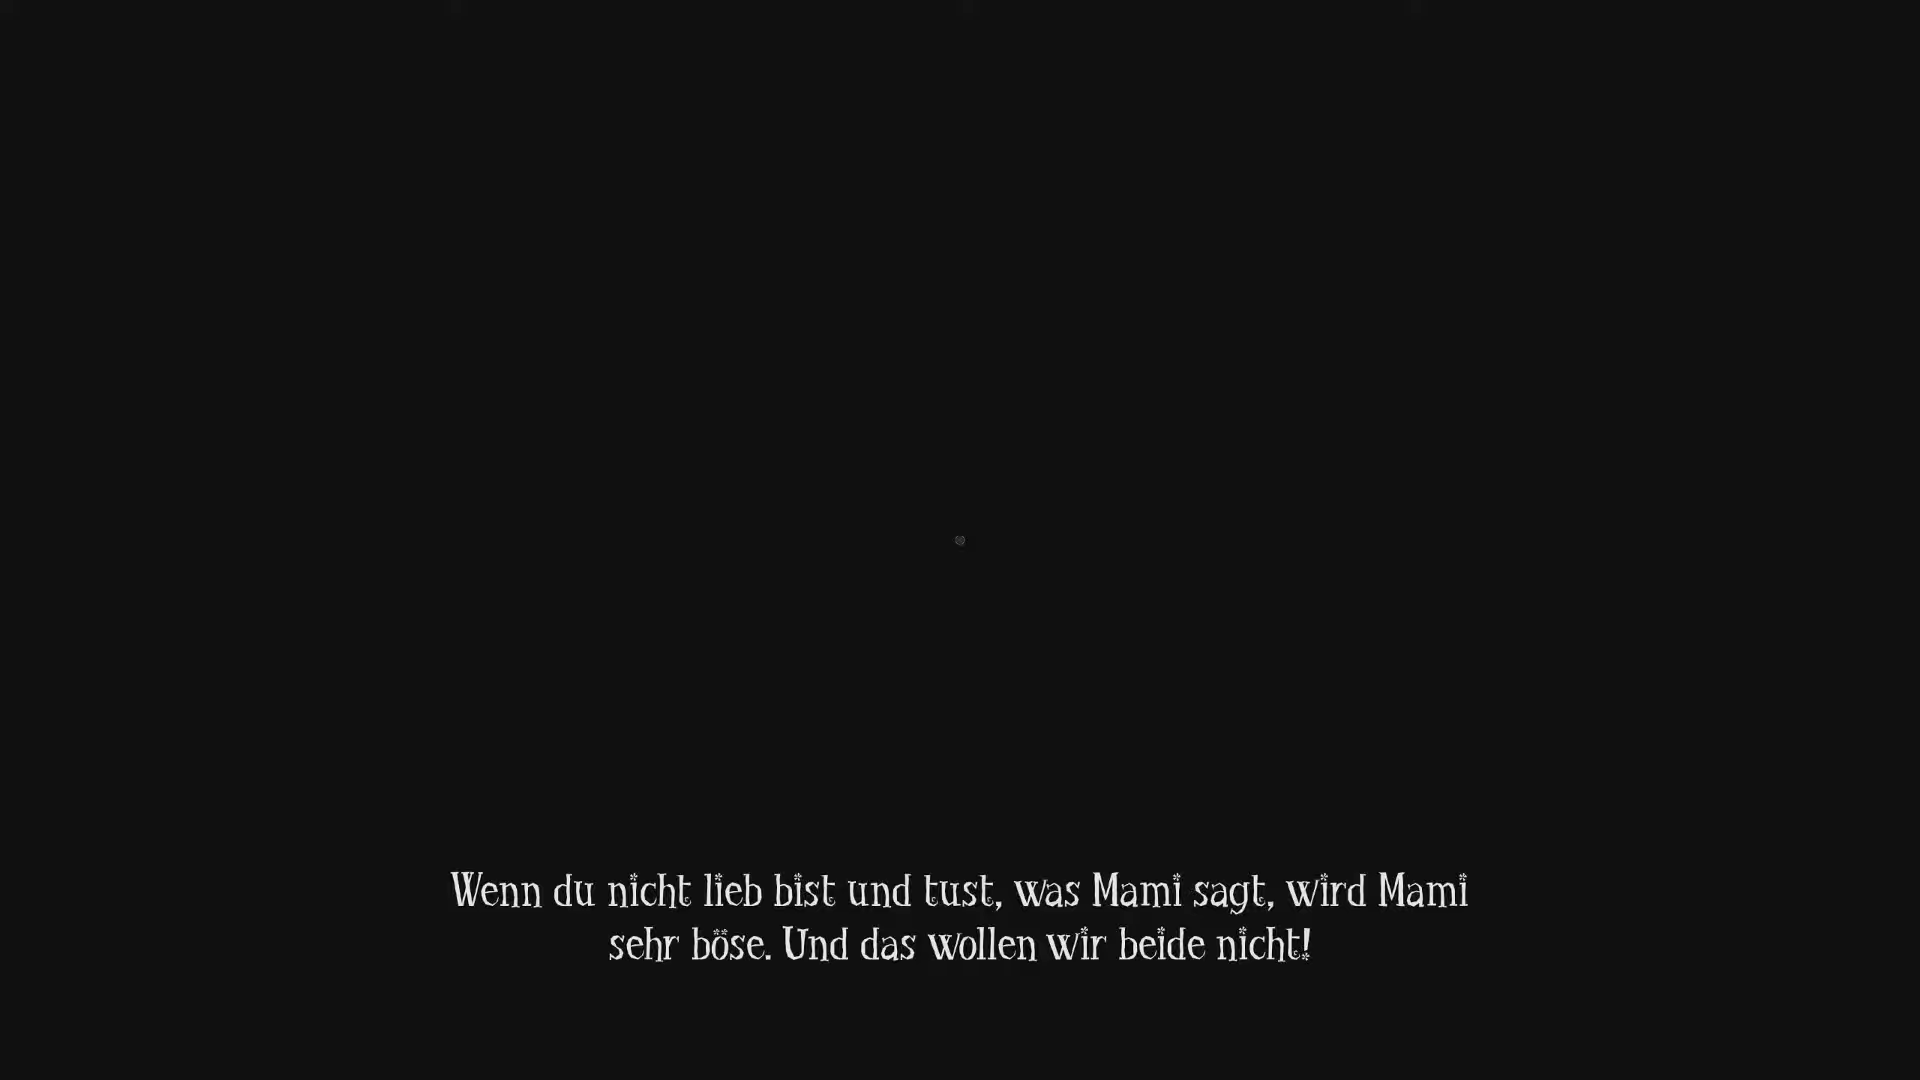 Wenn du nicht lieb bist und tust, was Mami sagt, wird Mami
sehr böse. Und das wollen wir beide nicht!